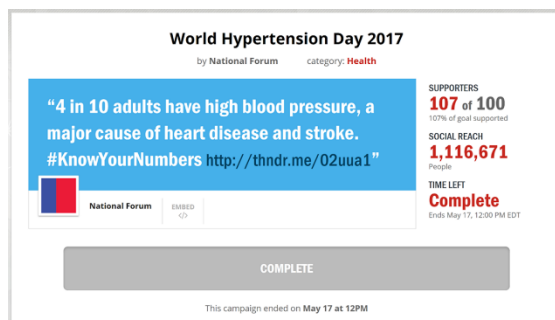 World Hypertension Day 2017
by National Forum category: Health
“4 in 10 adults have high blood pressure, a
major cause of heart disease and stroke.
#KnowYourNumbers http://thndr.me/02uua1”
National Forum
EMBED
</>
SUPPORTERS
107 of 100
107% of goal supported
SOCIAL REACH
1,116,671
People
TIME LEFT
Complete
Ends May 17, 12:00 PM EDT
COMPLETE
This campaign ended on May 17 at 12PM